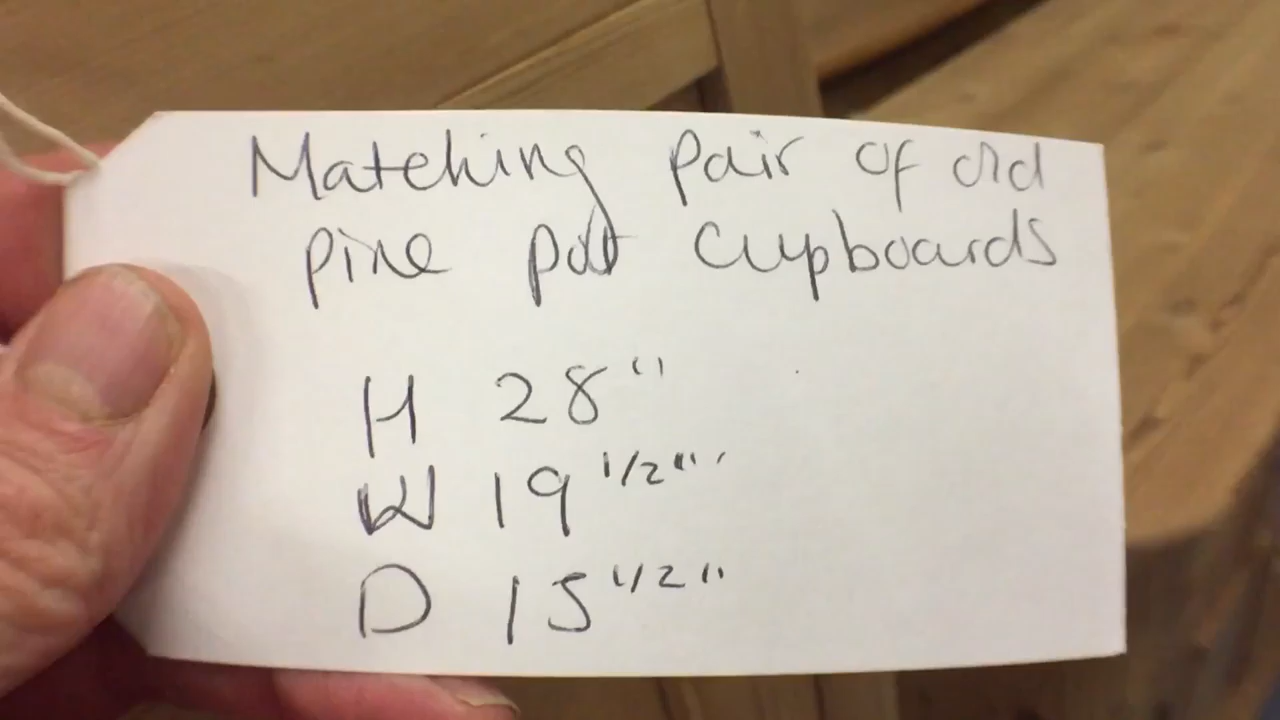 Matching pair of old
pine pot cupboards
H 28"
W 19 1/2"
D 15 1/2"